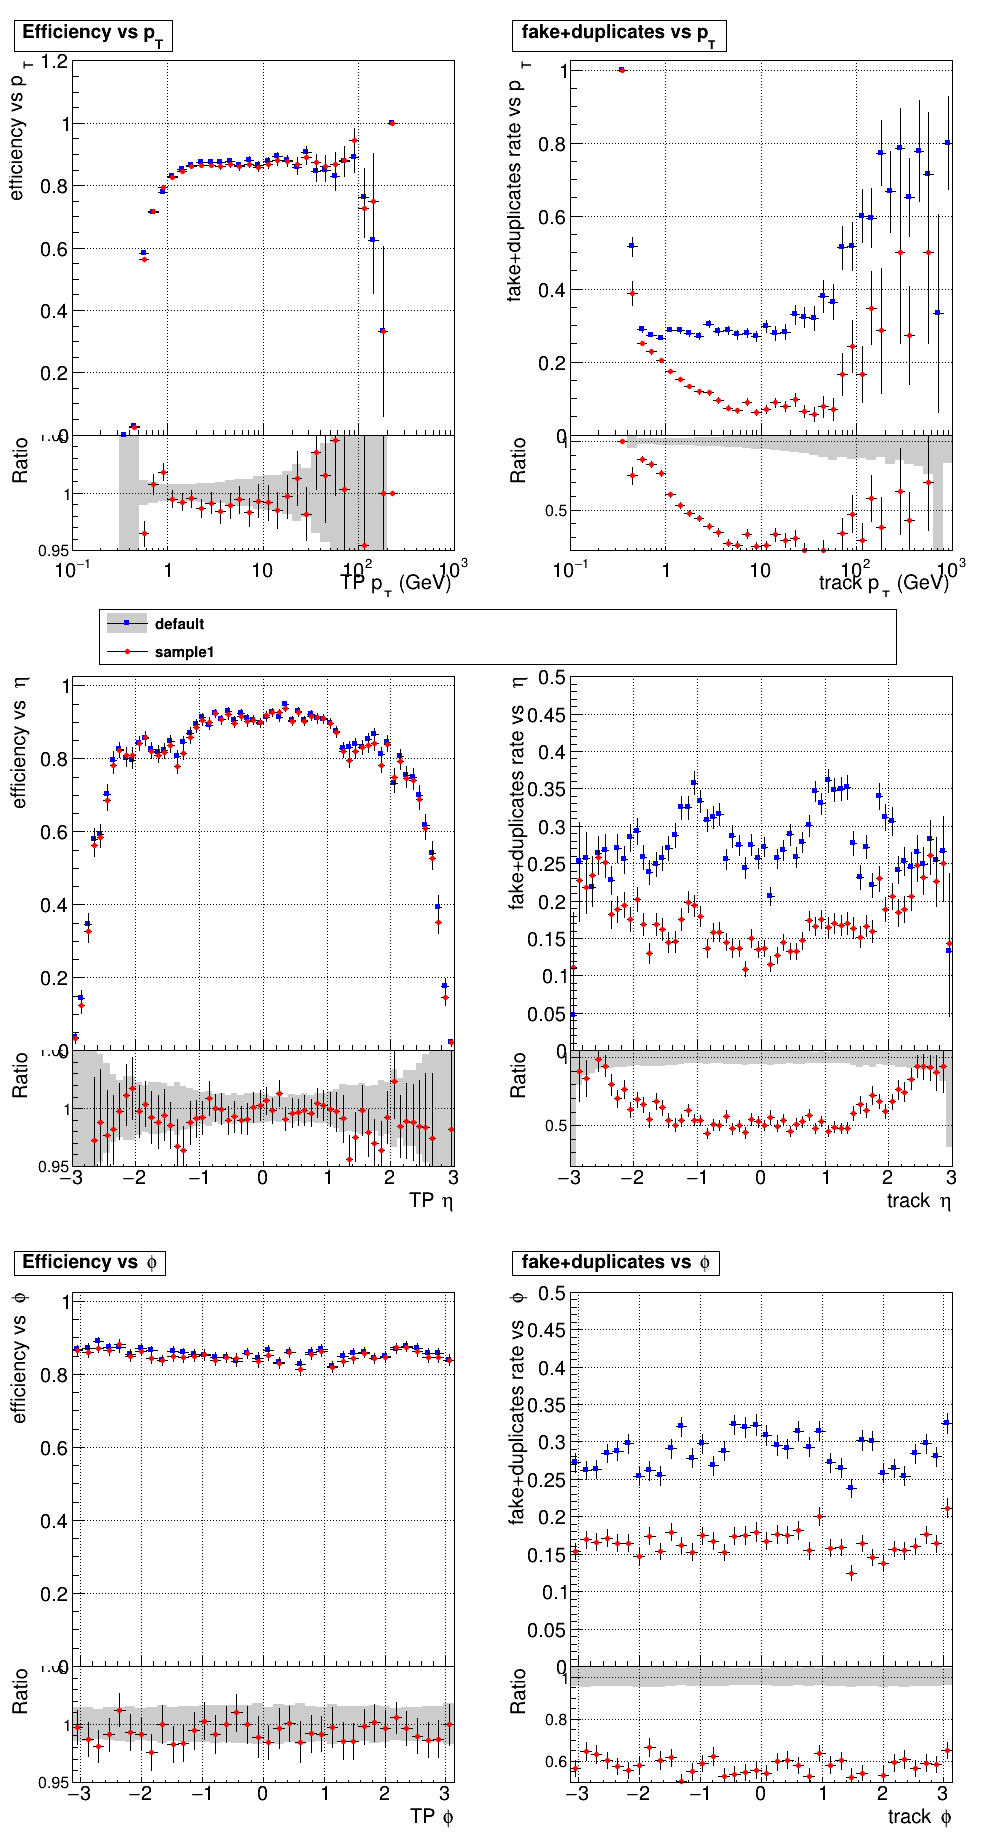 Efficiency vs p_T
fake+duplicates vs p_T
efficiency vs p_T
1.2
1
0.8
0.6
0.4
0.2
0
Ratio
1
0.95
10⁻¹ 1 10 10² 10³
TP p_T (GeV)
fake+duplicates rate vs p_T
1
0.8
0.6
0.4
0.2
0
Ratio
1
0.5
10⁻¹ 1 10 10² 10³
track p_T (GeV)
default
sample1
efficiency vs η
1
0.8
0.6
0.4
0.2
0
Ratio
1
0.95
−3 −2 −1 0 1 2 3
TP η
fake+duplicates rate vs η
0.5
0.45
0.4
0.35
0.3
0.25
0.2
0.15
0.1
0.05
0
Ratio
1
0.5
−3 −2 −1 0 1 2 3
track η
Efficiency vs ϕ
fake+duplicates vs ϕ
efficiency vs ϕ
1
0.8
0.6
0.4
0.2
0
Ratio
1
0.95
−3 −2 −1 0 1 2 3
TP ϕ
fake+duplicates rate vs ϕ
0.5
0.45
0.4
0.35
0.3
0.25
0.2
0.15
0.1
0.05
0
Ratio
1
0.8
0.6
−3 −2 −1 0 1 2 3
track ϕ